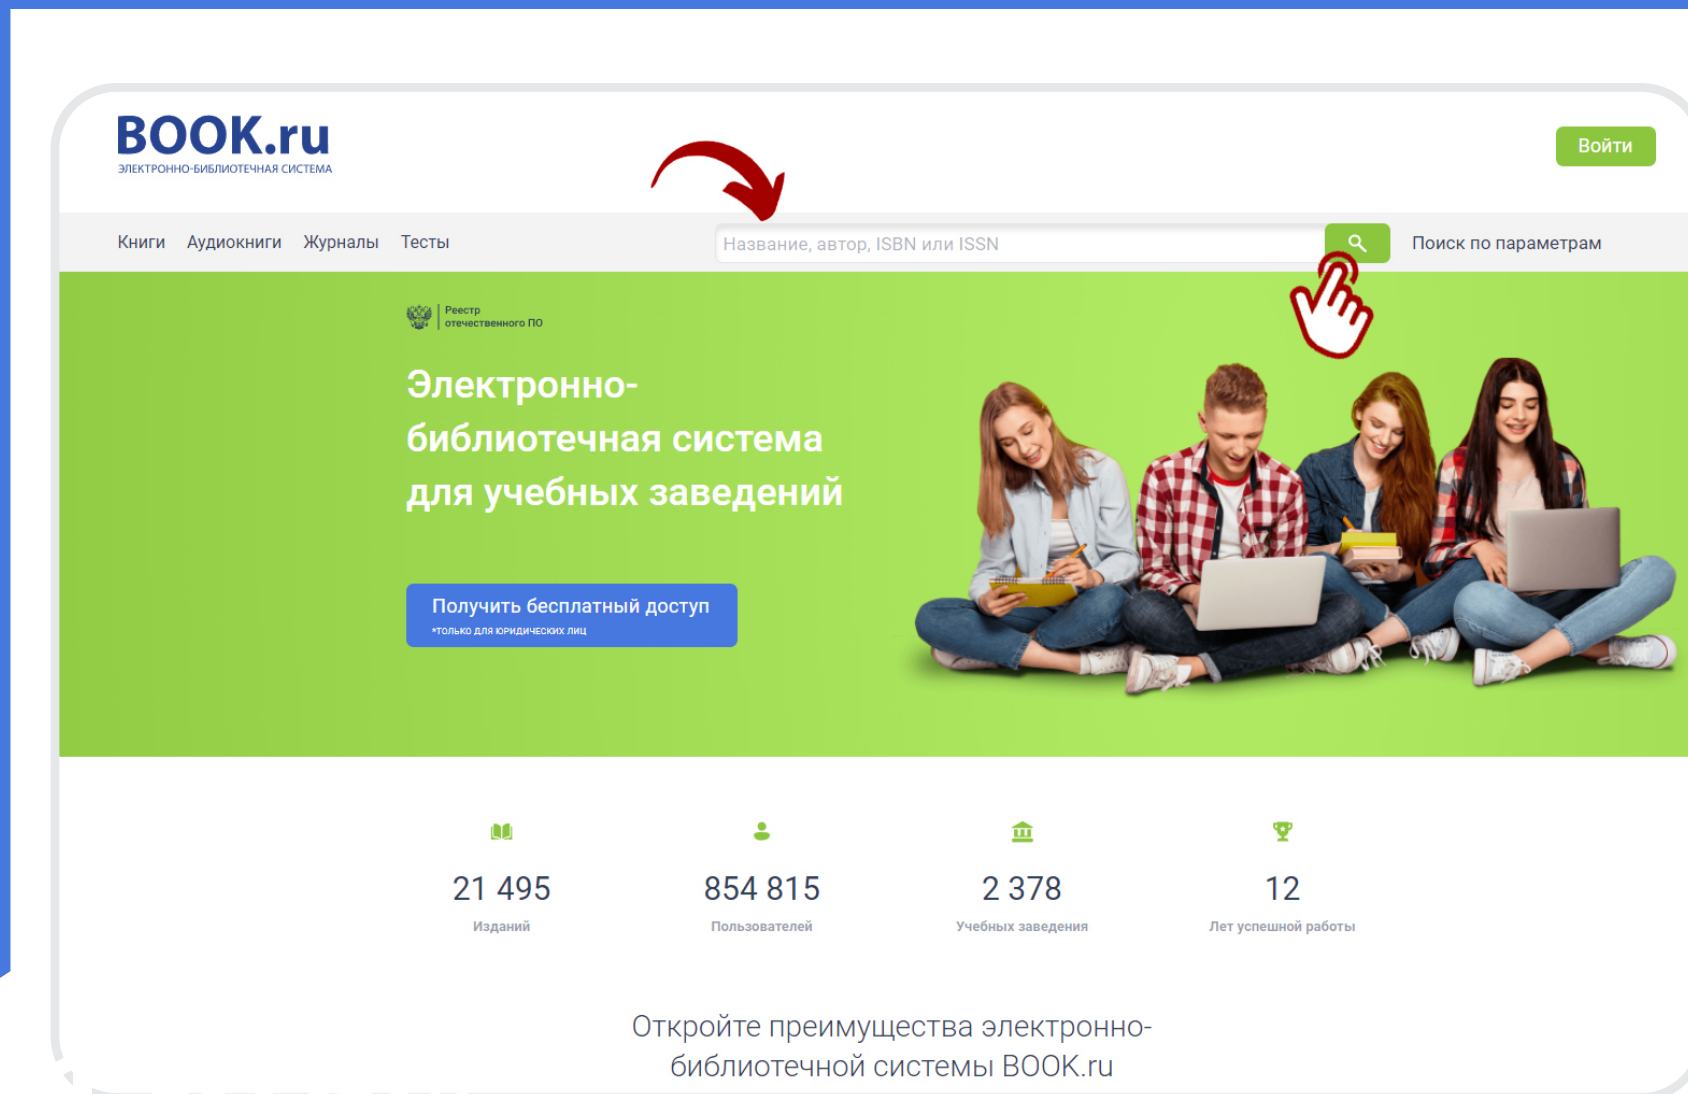 BOOK.ru
ЭЛЕКТРОННО-БИБЛИОТЕЧНАЯ СИСТЕМА
Войти
Книги Аудиокниги Журналы Тесты
Название, автор, ISBN или ISSN
Поиск по параметрам
Реестр
отечественного ПО
Электронно-
библиотечная система
для учебных заведений
Получить бесплатный доступ
*только для юридических лиц
21 495
854 815
2 378
12
Изданий
Пользователей
Учебных заведения
Лет успешной работы
Откройте преимущества электронно-
библиотечной системы BOOK.ru